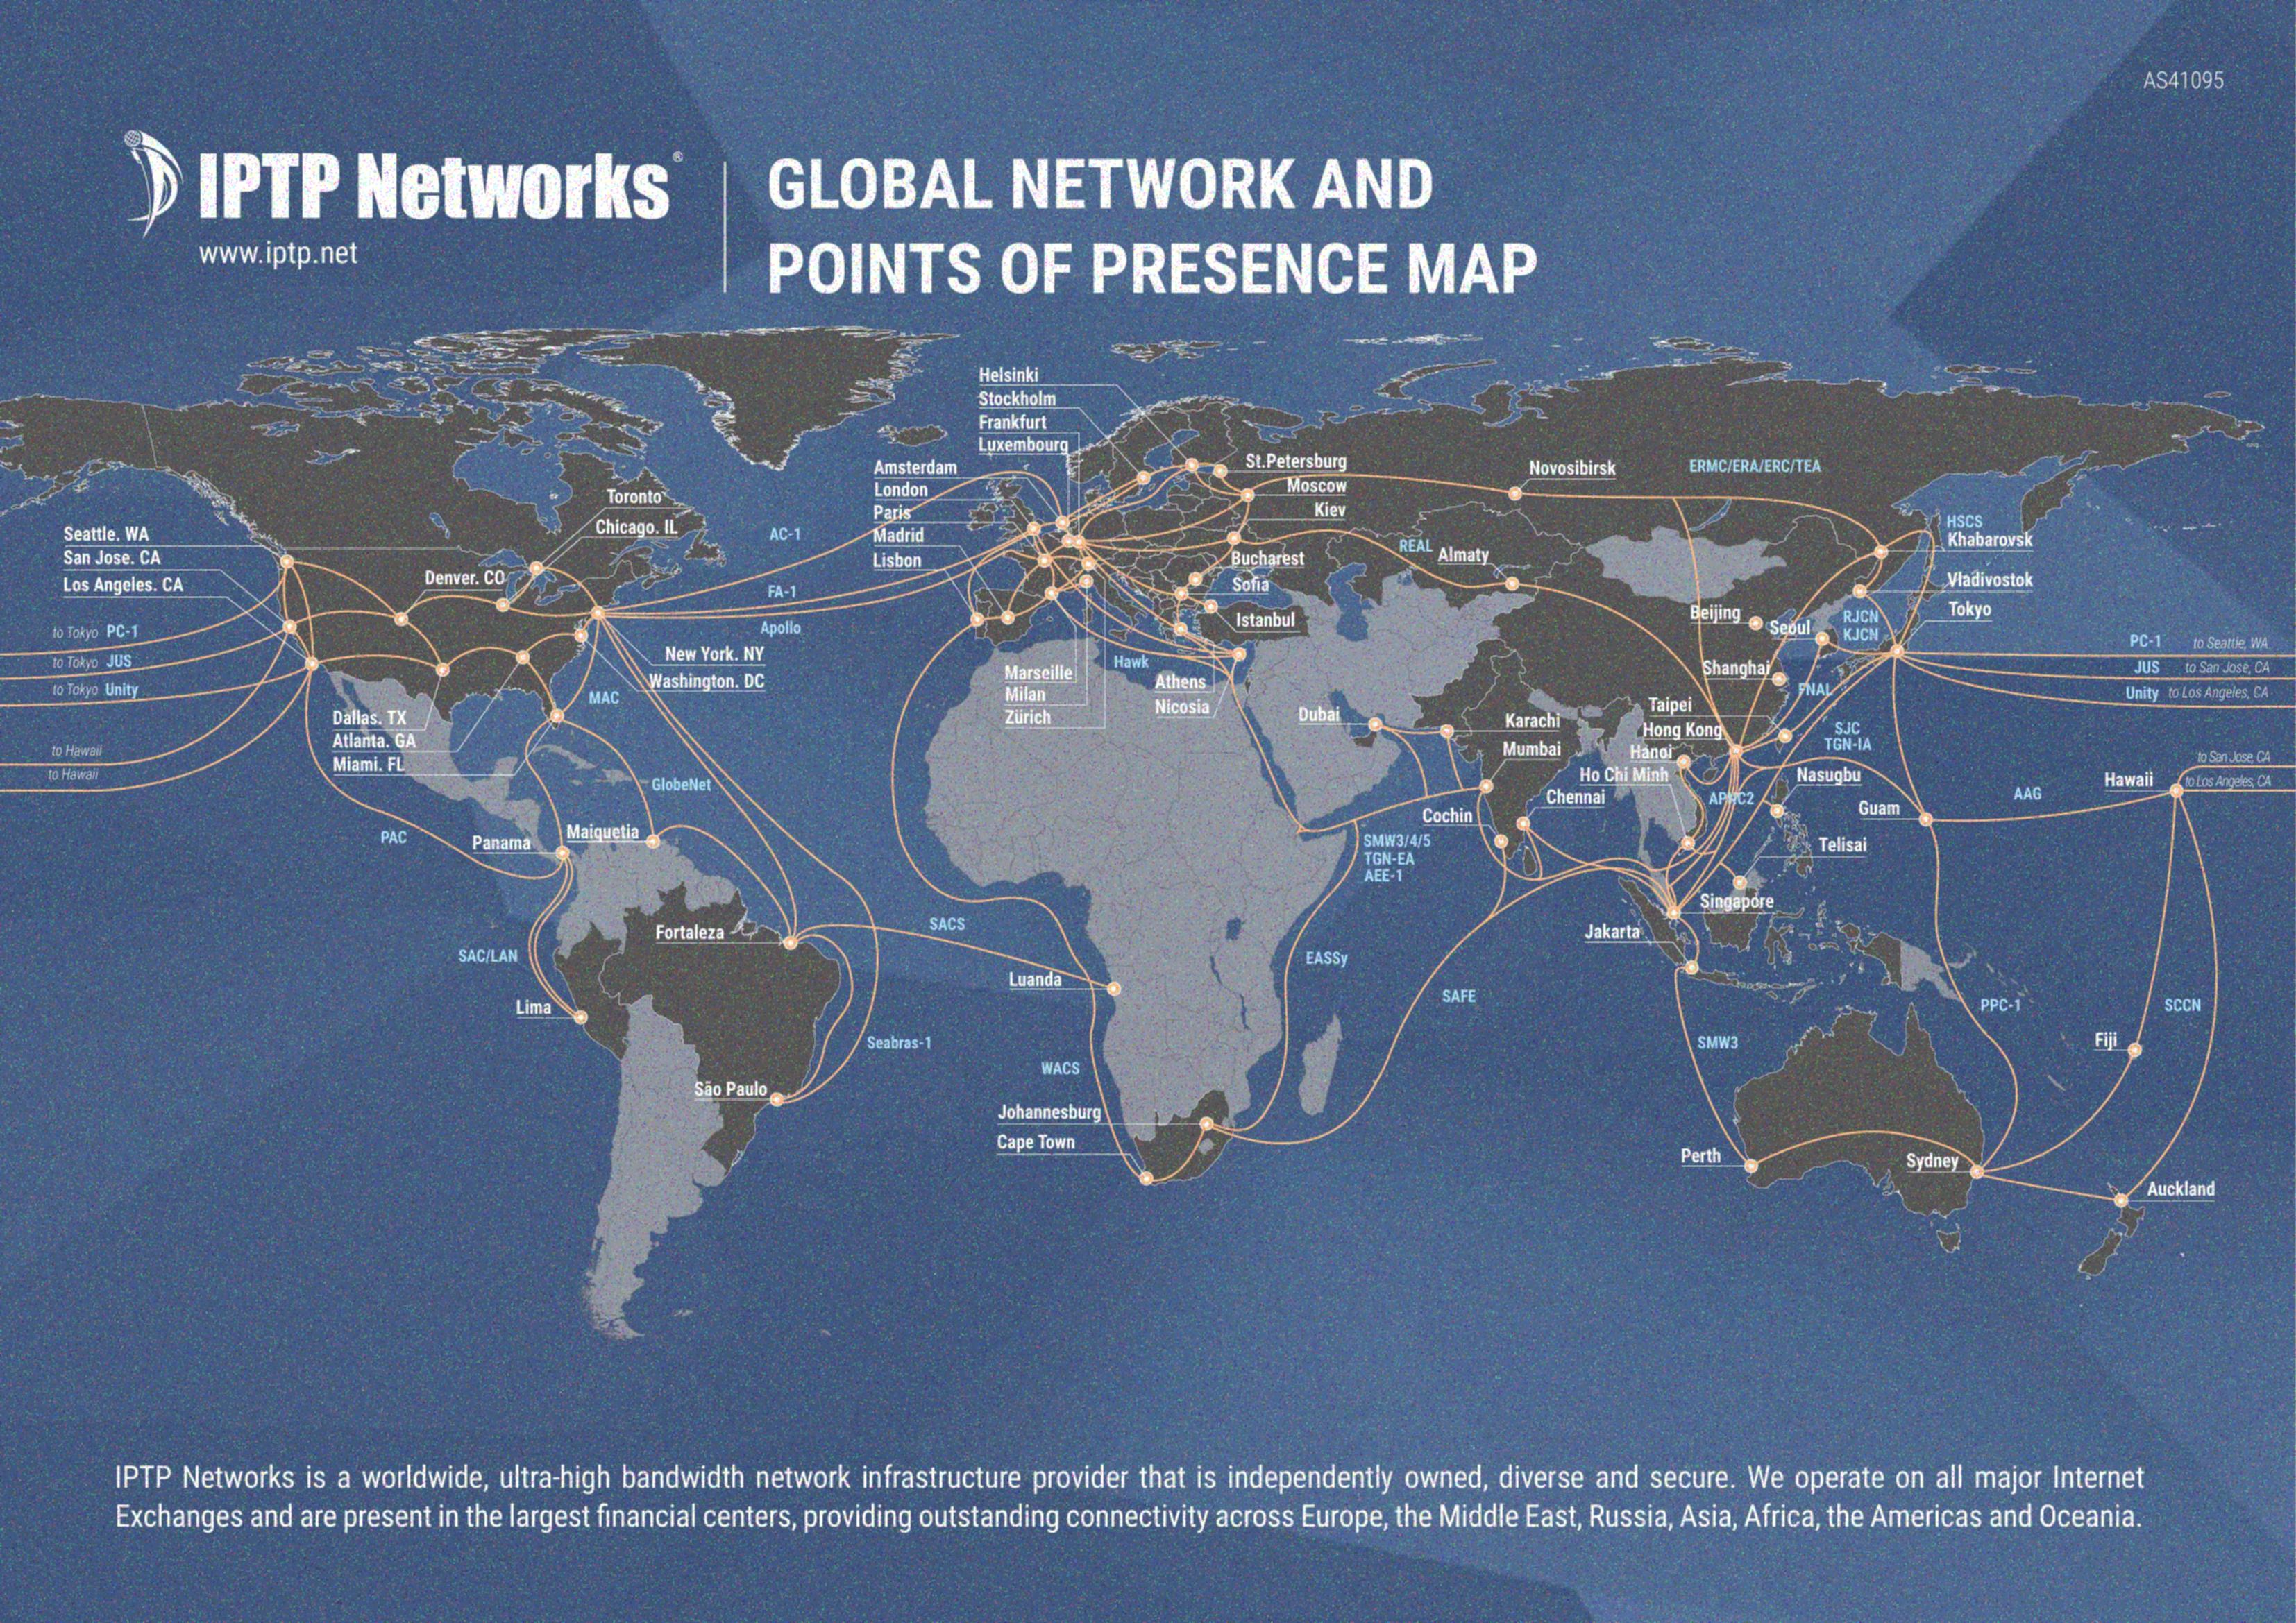 AS41095
IPTP Networks®
www.iptp.net
GLOBAL NETWORK AND
POINTS OF PRESENCE MAP
Helsinki
Stockholm
Frankfurt
Luxembourg
Amsterdam
London
Paris
Madrid
Lisbon
St.Petersburg
Moscow
Kiev
Bucharest
Sofia
Istanbul
Novosibirsk
ERMC/ERA/ERC/TEA
HSCS
Khabarovsk
Vladivostok
Tokyo
REAL
Almaty
Beijing
Seoul
RJCN
KJCN
Shanghai
FNAL
Taipei
Hong Kong
Hanoi
Ho Chi Minh
SJC
TGN-IA
Nasugbu
Toronto
Chicago. IL
Seattle. WA
San Jose. CA
Los Angeles. CA
Denver. CO
AC-1
FA-1
Apollo
to Tokyo PC-1
to Tokyo JUS
to Tokyo Unity
to Hawaii
to Hawaii
New York. NY
Washington. DC
MAC
Dallas. TX
Atlanta. GA
Miami. FL
GlobeNet
PAC
Panama
Maiquetia
Fortaleza
SAC/LAN
Lima
São Paulo
Seabras-1
SACS
Marseille
Milan
Zürich
Hawk
Athens
Nicosia
Dubai
Karachi
Mumbai
Chennai
Cochin
SMW3/4/5
TGN-EA
AEE-1
Luanda
EASSy
SAFE
WACS
Johannesburg
Cape Town
APHC2
Telisai
Singapore
Jakarta
Guam
AAG
Hawaii
PC-1 to Seattle, WA
JUS to San Jose, CA
Unity to Los Angeles, CA
to San Jose, CA
to Los Angeles, CA
PPC-1
SCCN
SMW3
Fiji
Perth
Sydney
Auckland
IPTP Networks is a worldwide, ultra-high bandwidth network infrastructure provider that is independently owned, diverse and secure. We operate on all major Internet
Exchanges and are present in the largest financial centers, providing outstanding connectivity across Europe, the Middle East, Russia, Asia, Africa, the Americas and Oceania.